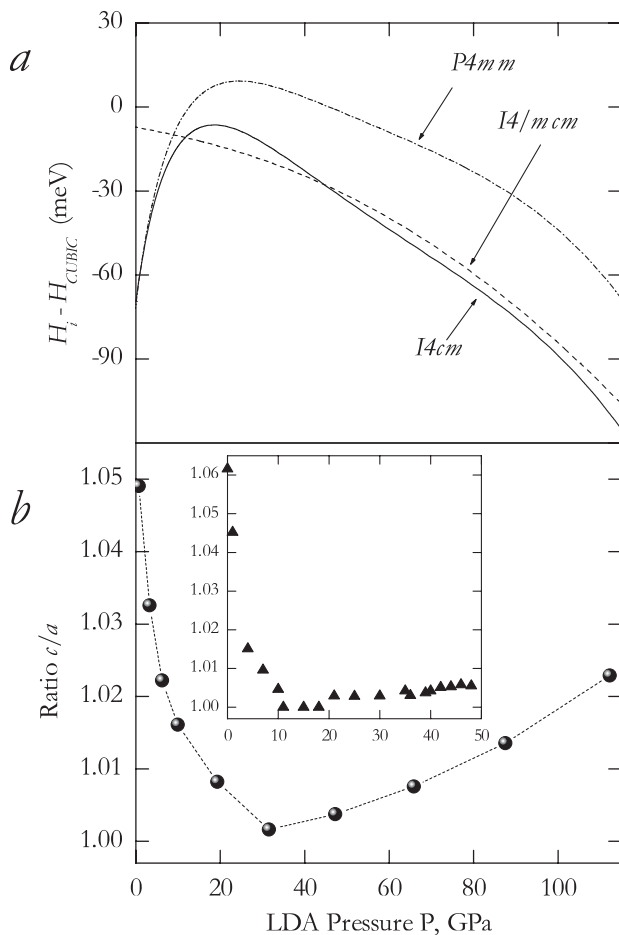 a
30
0
-30
-60
-90
H_i - H_CUBIC (meV)
P4mm
I4/mcm
I4cm
b
1.05
1.04
1.03
1.02
1.01
1.00
Ratio c/a
1.06
1.05
1.04
1.03
1.02
1.01
1.00
0 10 20 30 40 50
0 20 40 60 80 100
LDA Pressure P, GPa